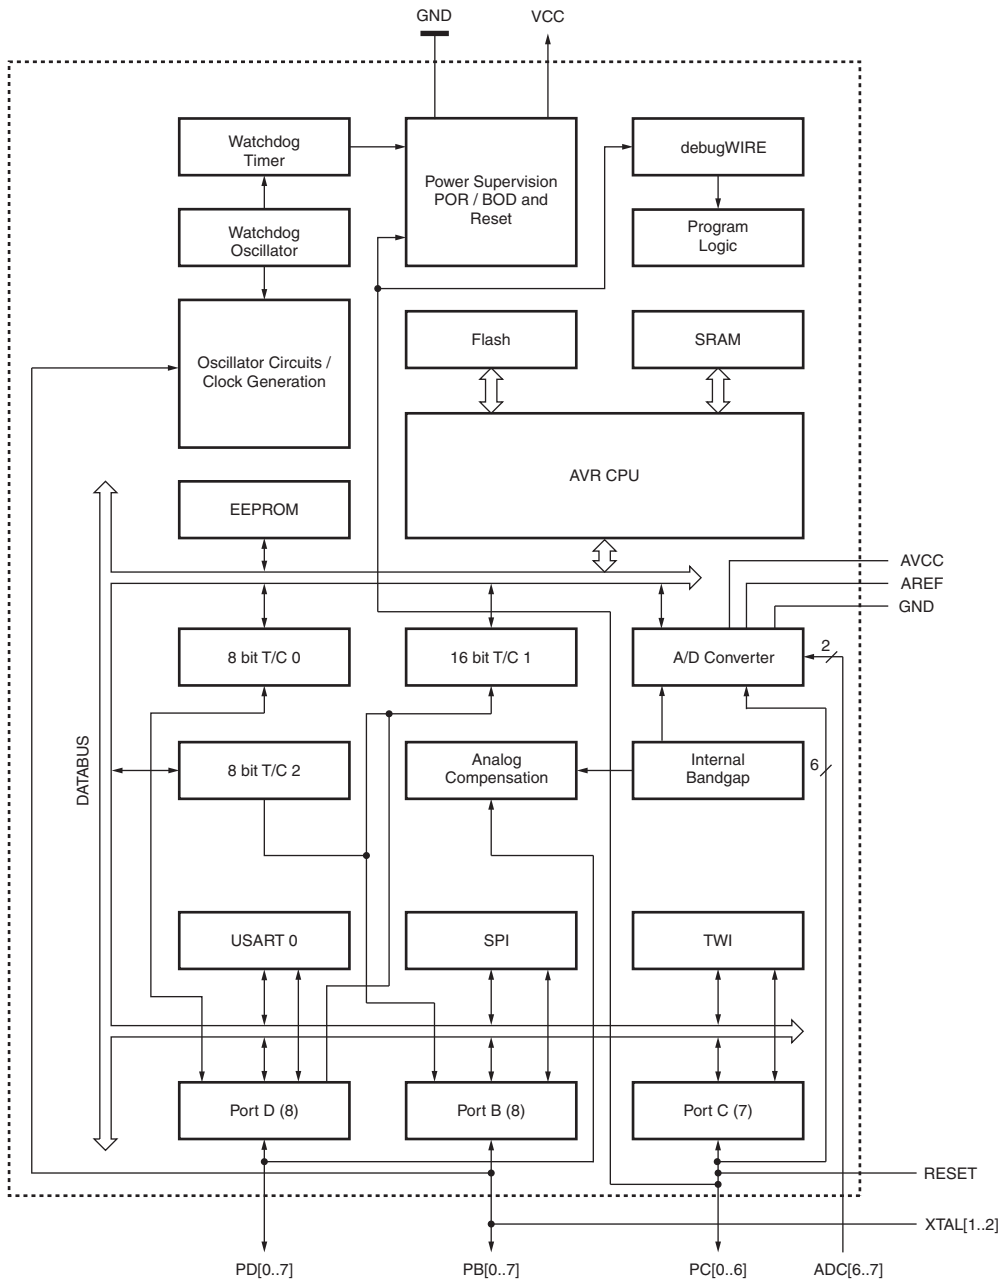 GND
VCC
Watchdog
Timer
Power Supervision
POR / BOD and
Reset
debugWIRE
Watchdog
Oscillator
Program
Logic
Oscillator Circuits /
Clock Generation
Flash
SRAM
AVR CPU
EEPROM
AVCC
AREF
GND
8 bit T/C 0
16 bit T/C 1
A/D Converter
2
DATABUS
8 bit T/C 2
Analog
Compensation
Internal
Bandgap
6
USART 0
SPI
TWI
Port D (8)
Port B (8)
Port C (7)
RESET
XTAL[1..2]
PD[0..7]
PB[0..7]
PC[0..6]
ADC[6..7]